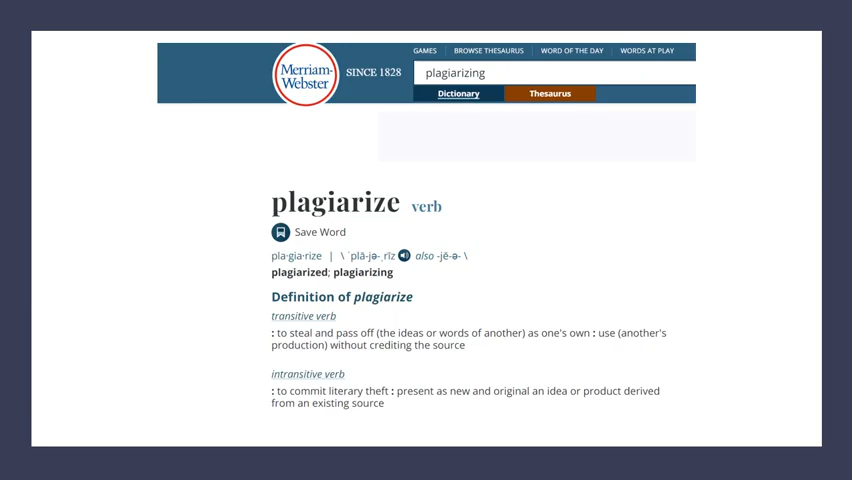 GAMES BROWSE THESAURUS WORD OF THE DAY WORDS AT PLAY
Merriam-
Webster
SINCE 1828
plagiarizing
Dictionary Thesaurus
plagiarize verb
Save Word
pla·​gia·​rize | \ ˈplā-jə-ˌrīz also -jē-ə- \
plagiarized; plagiarizing
Definition of plagiarize
transitive verb
: to steal and pass off (the ideas or words of another) as one's own : use (another's
production) without crediting the source
intransitive verb
: to commit literary theft : present as new and original an idea or product derived
from an existing source